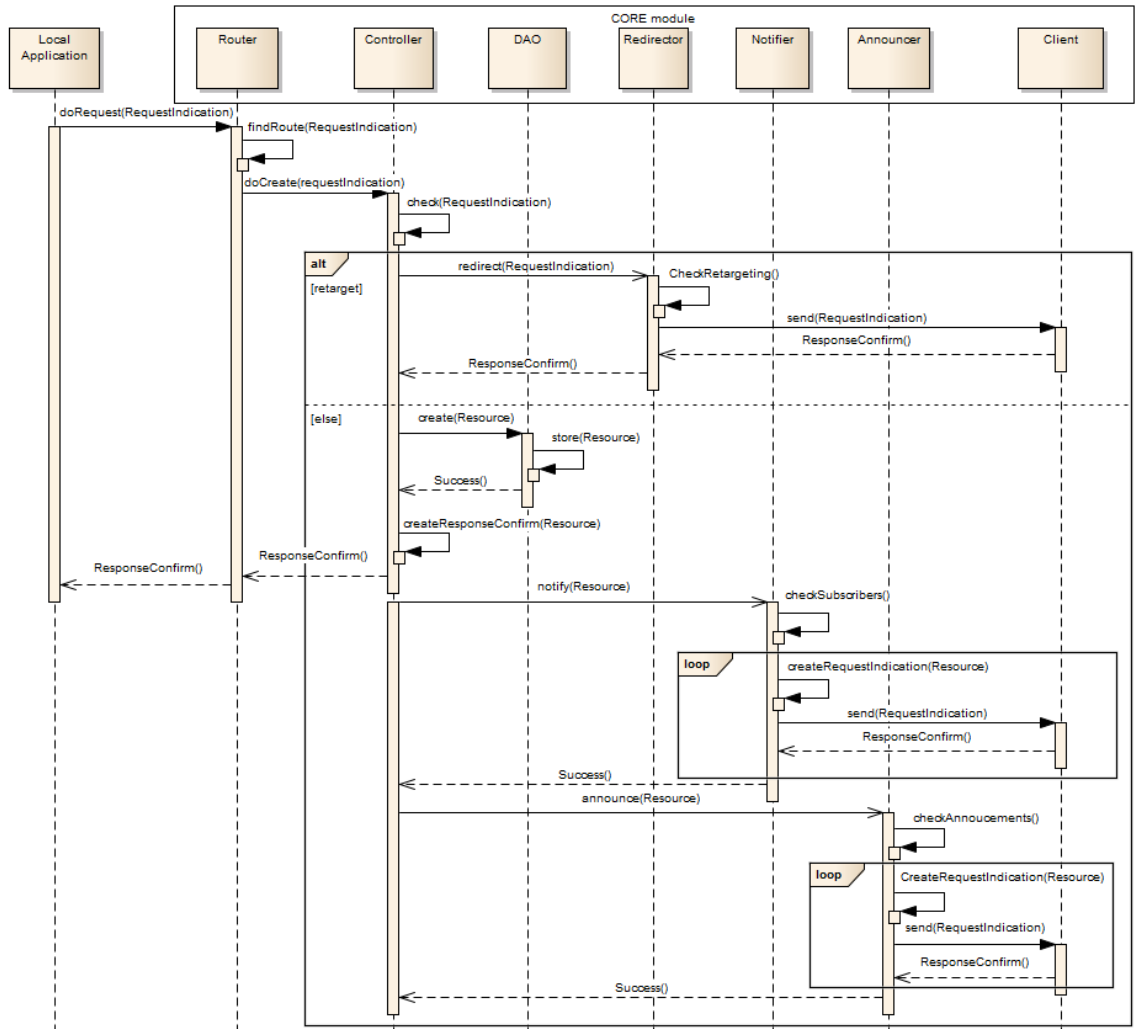 CORE module
Local
Application
Router
Controller
DAO
Redirector
Notifier
Announcer
Client
doRequest(RequestIndication)
findRoute(RequestIndication)
doCreate(requestIndication)
check(RequestIndication)
alt
[retarget]
redirect(RequestIndication)
CheckRetargeting()
send(RequestIndication)
ResponseConfirm()
ResponseConfirm()
[else]
create(Resource)
store(Resource)
Success()
createResponseConfirm(Resource)
ResponseConfirm()
ResponseConfirm()
notify(Resource)
checkSubscribers()
loop
createRequestIndication(Resource)
send(RequestIndication)
ResponseConfirm()
Success()
announce(Resource)
checkAnnoucements()
loop
CreateRequestIndication(Resource)
send(RequestIndication)
ResponseConfirm()
Success()